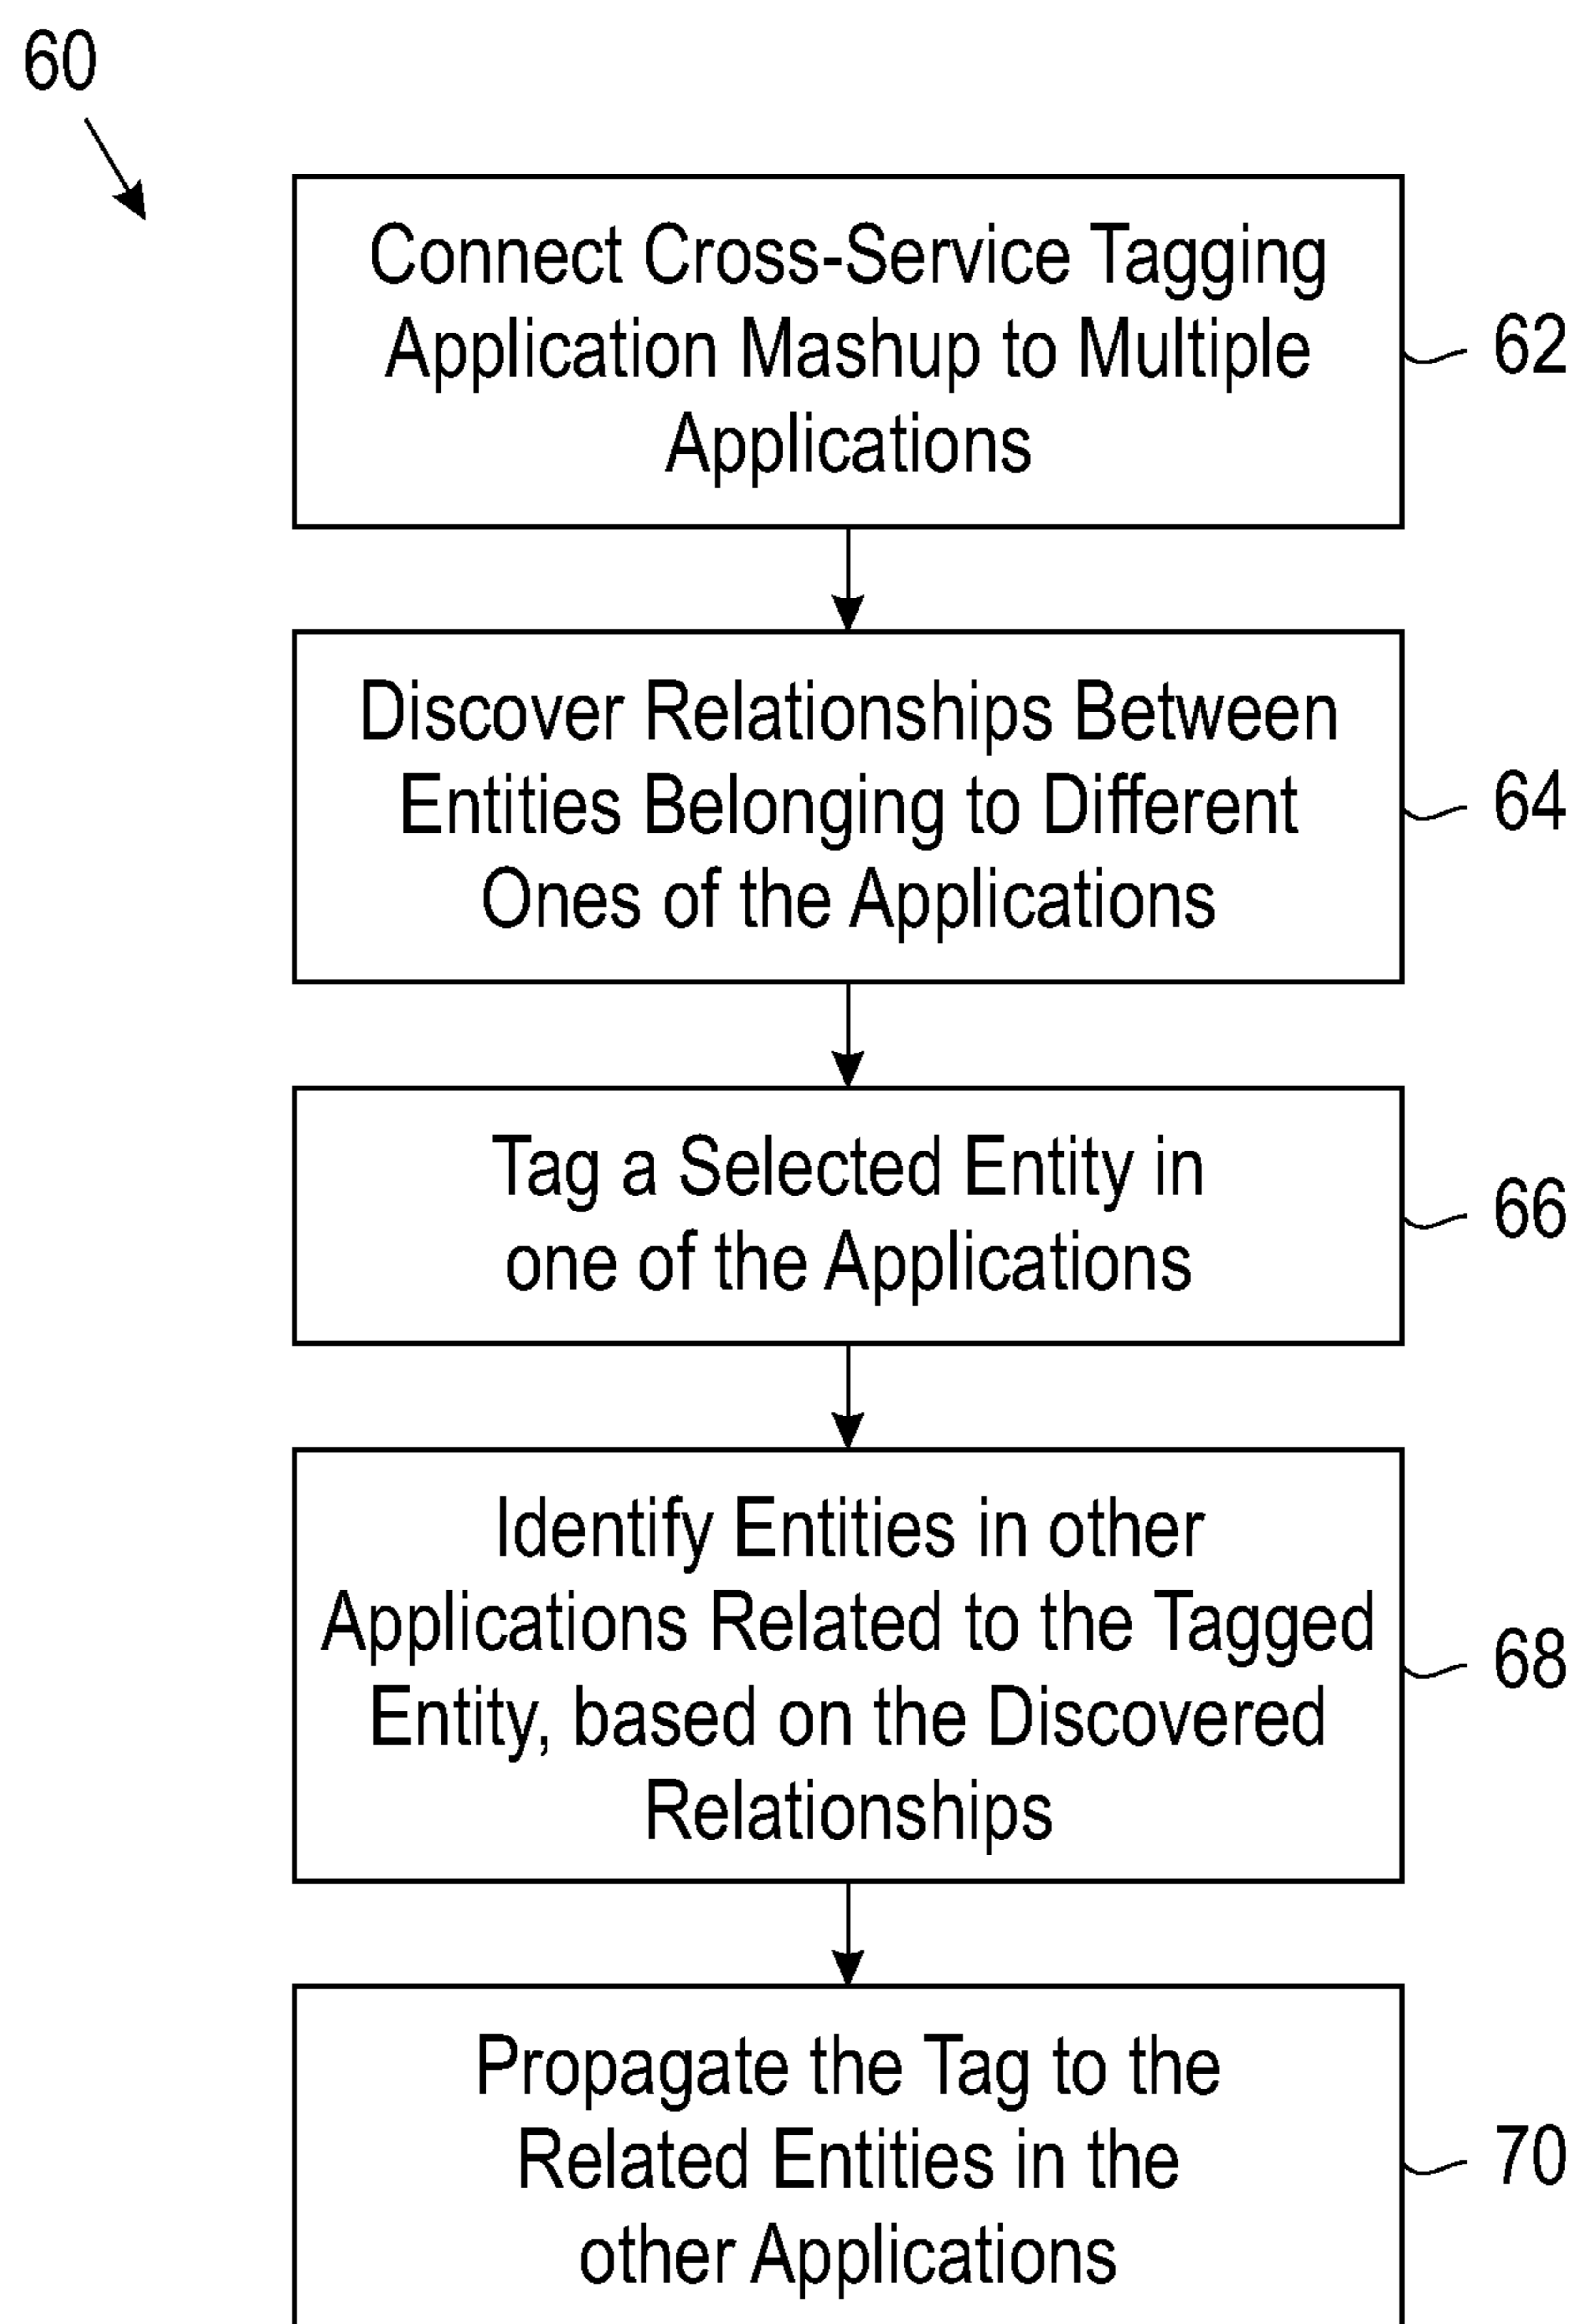 60
Connect Cross-Service Tagging
Application Mashup to Multiple
Applications
62
Discover Relationships Between
Entities Belonging to Different
Ones of the Applications
64
Tag a Selected Entity in
one of the Applications
66
Identify Entities in other
Applications Related to the Tagged
Entity, based on the Discovered
Relationships
68
Propagate the Tag to the
Related Entities in the
other Applications
70